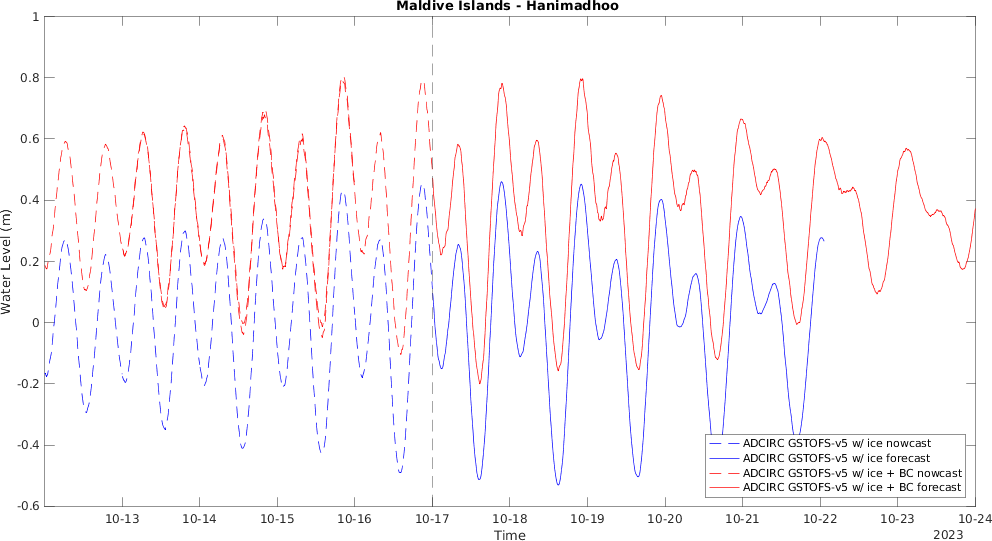 Maldive Islands - Hanimadhoo
1
0.8
0.6
0.4
0.2
0
-0.2
-0.4
-0.6
Water Level (m)
ADCIRC GSTOFS-v5 w/ ice nowcast
ADCIRC GSTOFS-v5 w/ ice forecast
ADCIRC GSTOFS-v5 w/ ice + BC nowcast
ADCIRC GSTOFS-v5 w/ ice + BC forecast
10-13 10-14 10-15 10-16 10-17 10-18 10-19 10-20 10-21 10-22 10-23 10-24
Time
2023